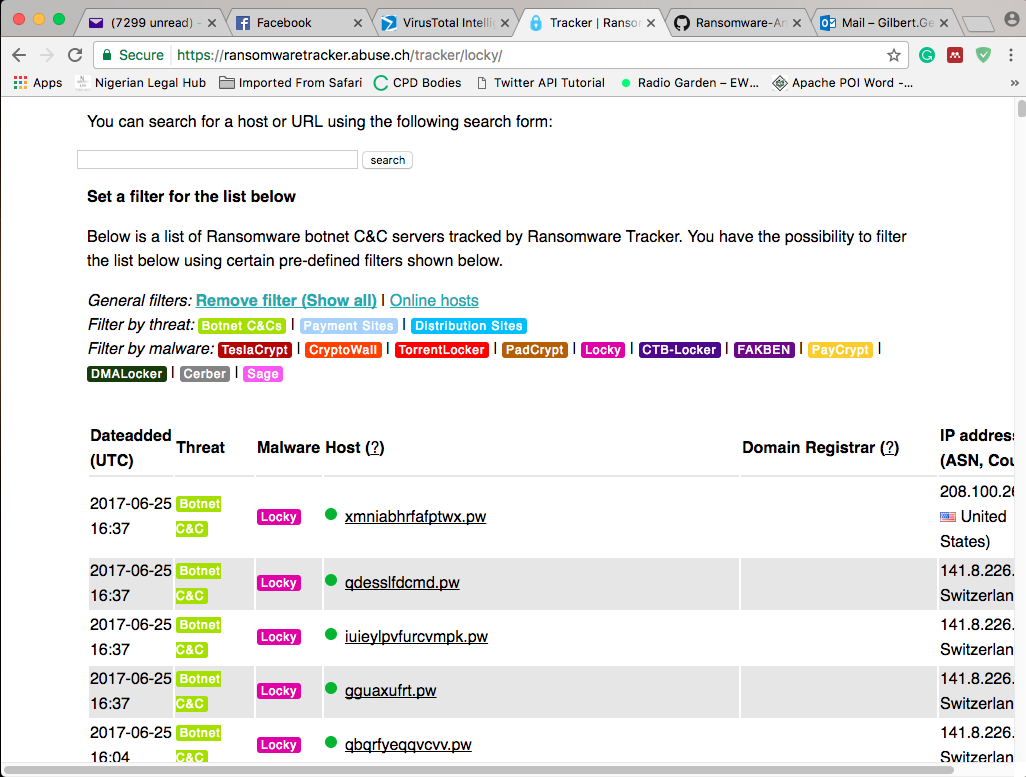 (7299 unread) -
Facebook
VirusTotal Intelli
Tracker | Ranson
Ransomware-An
Mail – Gilbert.Ge
Secure
https://ransomwaretracker.abuse.ch/tracker/locky/
Apps
Nigerian Legal Hub
Imported From Safari
CPD Bodies
Twitter API Tutorial
Radio Garden – EW...
Apache POI Word -...
»
You can search for a host or URL using the following search form:
search
Set a filter for the list below
Below is a list of Ransomware botnet C&C servers tracked by Ransomware Tracker. You have the possibility to filter
the list below using certain pre-defined filters shown below.
General filters: Remove filter (Show all) | Online hosts
Filter by threat: Botnet C&Cs | Payment Sites | Distribution Sites
Filter by malware: TeslaCrypt | CryptoWall | TorrentLocker | PadCrypt | Locky | CTB-Locker | FAKBEN | PayCrypt |
DMALocker | Cerber | Sage
Dateadded
(UTC)
Threat
Malware
Host (?)
Domain Registrar (?)
IP address
(ASN, Cou
2017-06-25
16:37
Botnet
C&C
Locky
xmniabhrfafptwx.pw
208.100.26
United
States)
2017-06-25
16:37
Botnet
C&C
Locky
qdesslfdcmd.pw
141.8.226.
Switzerlan
2017-06-25
16:37
Botnet
C&C
Locky
iuieylpvfurcvmpk.pw
141.8.226.
Switzerlan
2017-06-25
16:37
Botnet
C&C
Locky
gguaxufrt.pw
141.8.226.
Switzerlan
2017-06-25
16:04
Botnet
C&C
Locky
qbqrfyeqqvcvv.pw
141.8.226.
Switzerlan